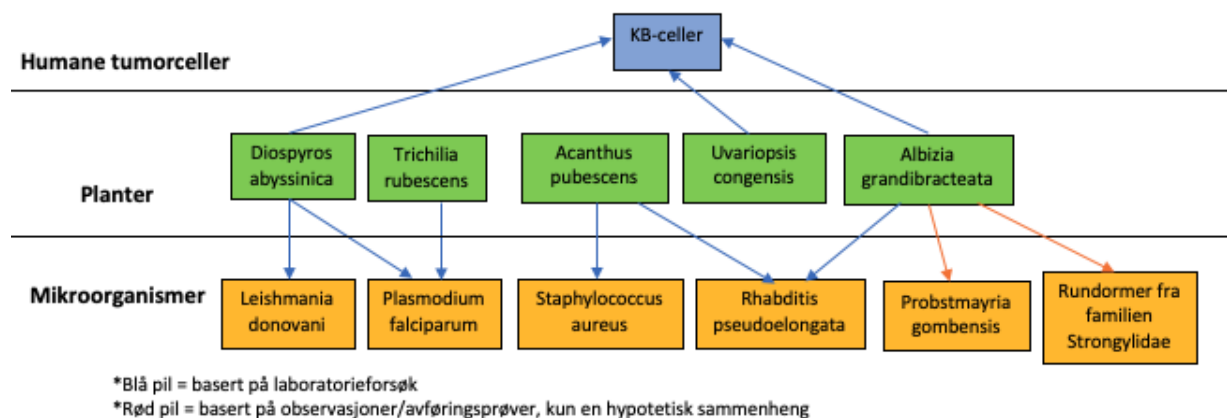 KB-celler
Humane tumorceller
Diospyros
abyssinica
Trichilia
rubescens
Acanthus
pubescens
Uvariopsis
congensis
Albizia
grandibracteata
Planter
Mikroorganismer
Leishmania
donovani
Plasmodium
falciparum
Staphylococcus
aureus
Rhabditis
pseudoelongata
Probstmayria
gombensis
Rundormer fra
familien
Strongylidae
*Blå pil = basert på laboratorieforsøk
*Rød pil = basert på observasjoner/avføringsprøver, kun en hypotetisk sammenheng